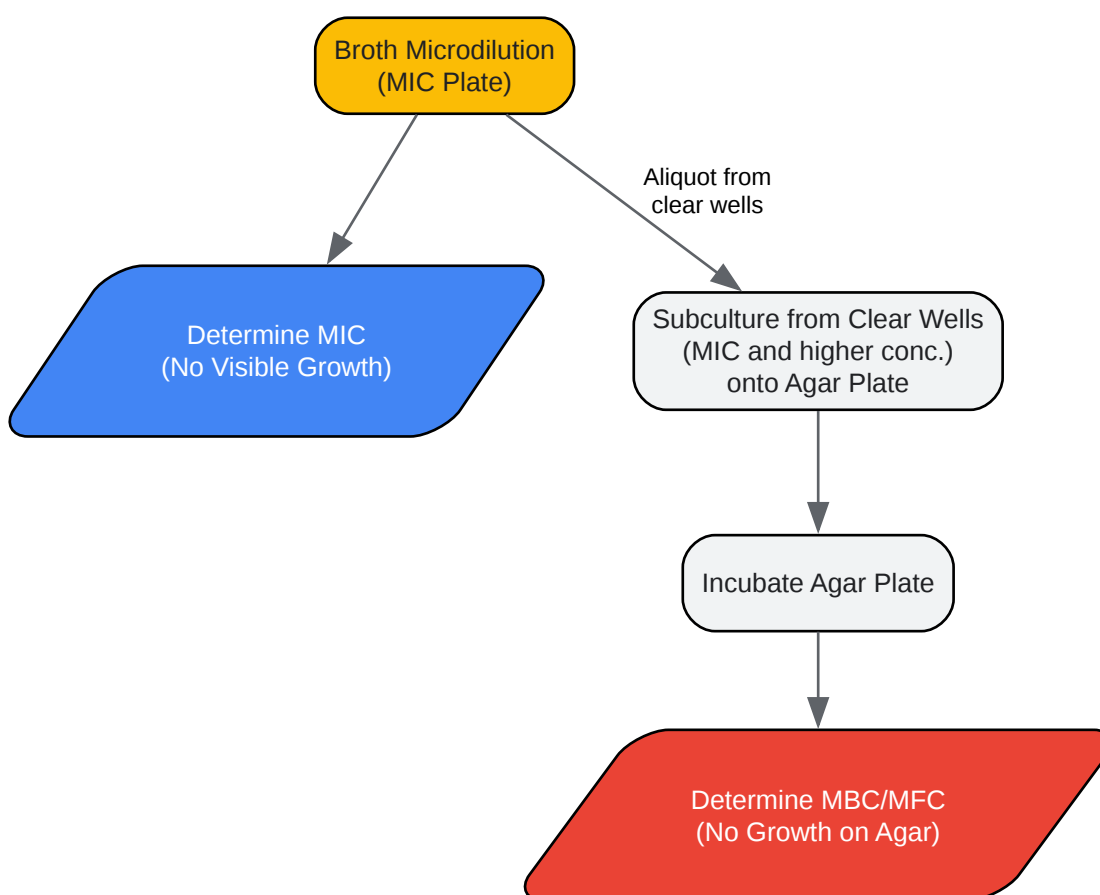 Broth Microdilution
(MIC Plate)
Aliquot from
clear wells
Determine MIC
(No Visible Growth)
Subculture from Clear Wells
(MIC and higher conc.)
onto Agar Plate
Incubate Agar Plate
Determine MBC/MFC
(No Growth on Agar)